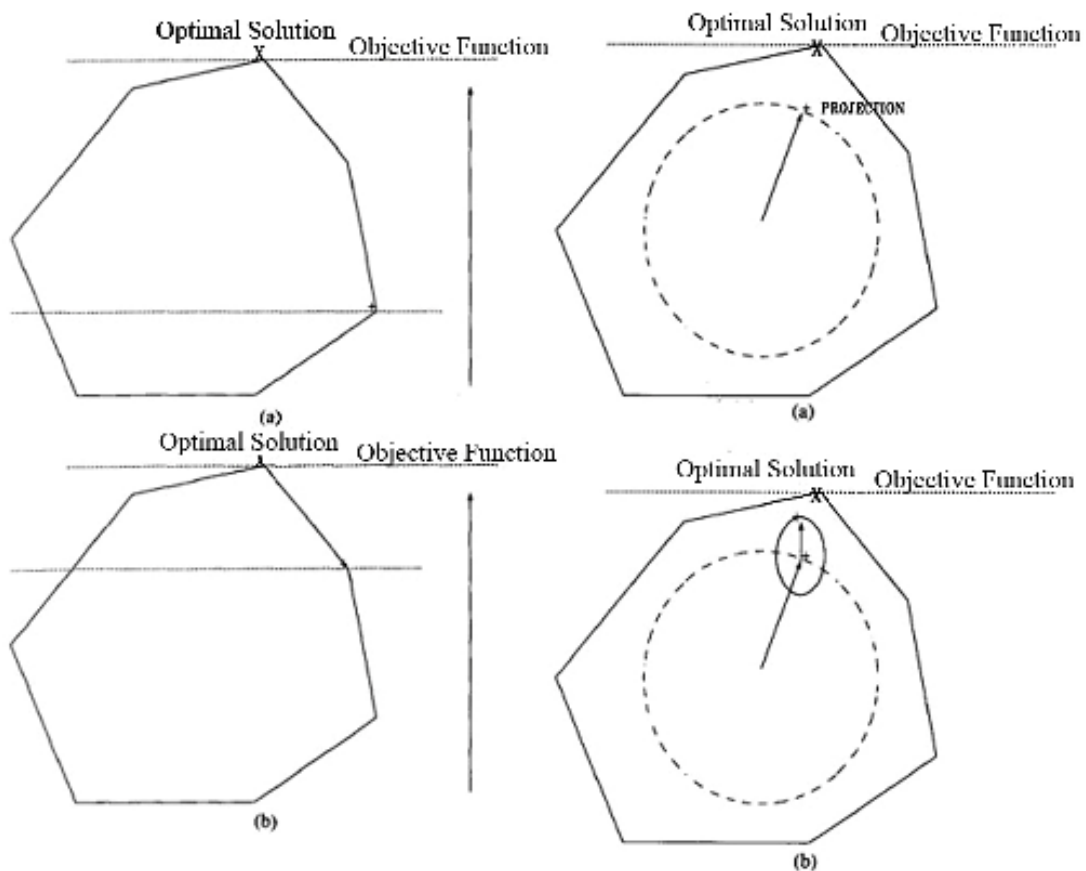 Optimal Solution
X
Objective Function
(a)
Optimal Solution
X
Objective Function
PROJECTION
(a)
Optimal Solution
Objective Function
(b)
Optimal Solution
X
Objective Function
(b)